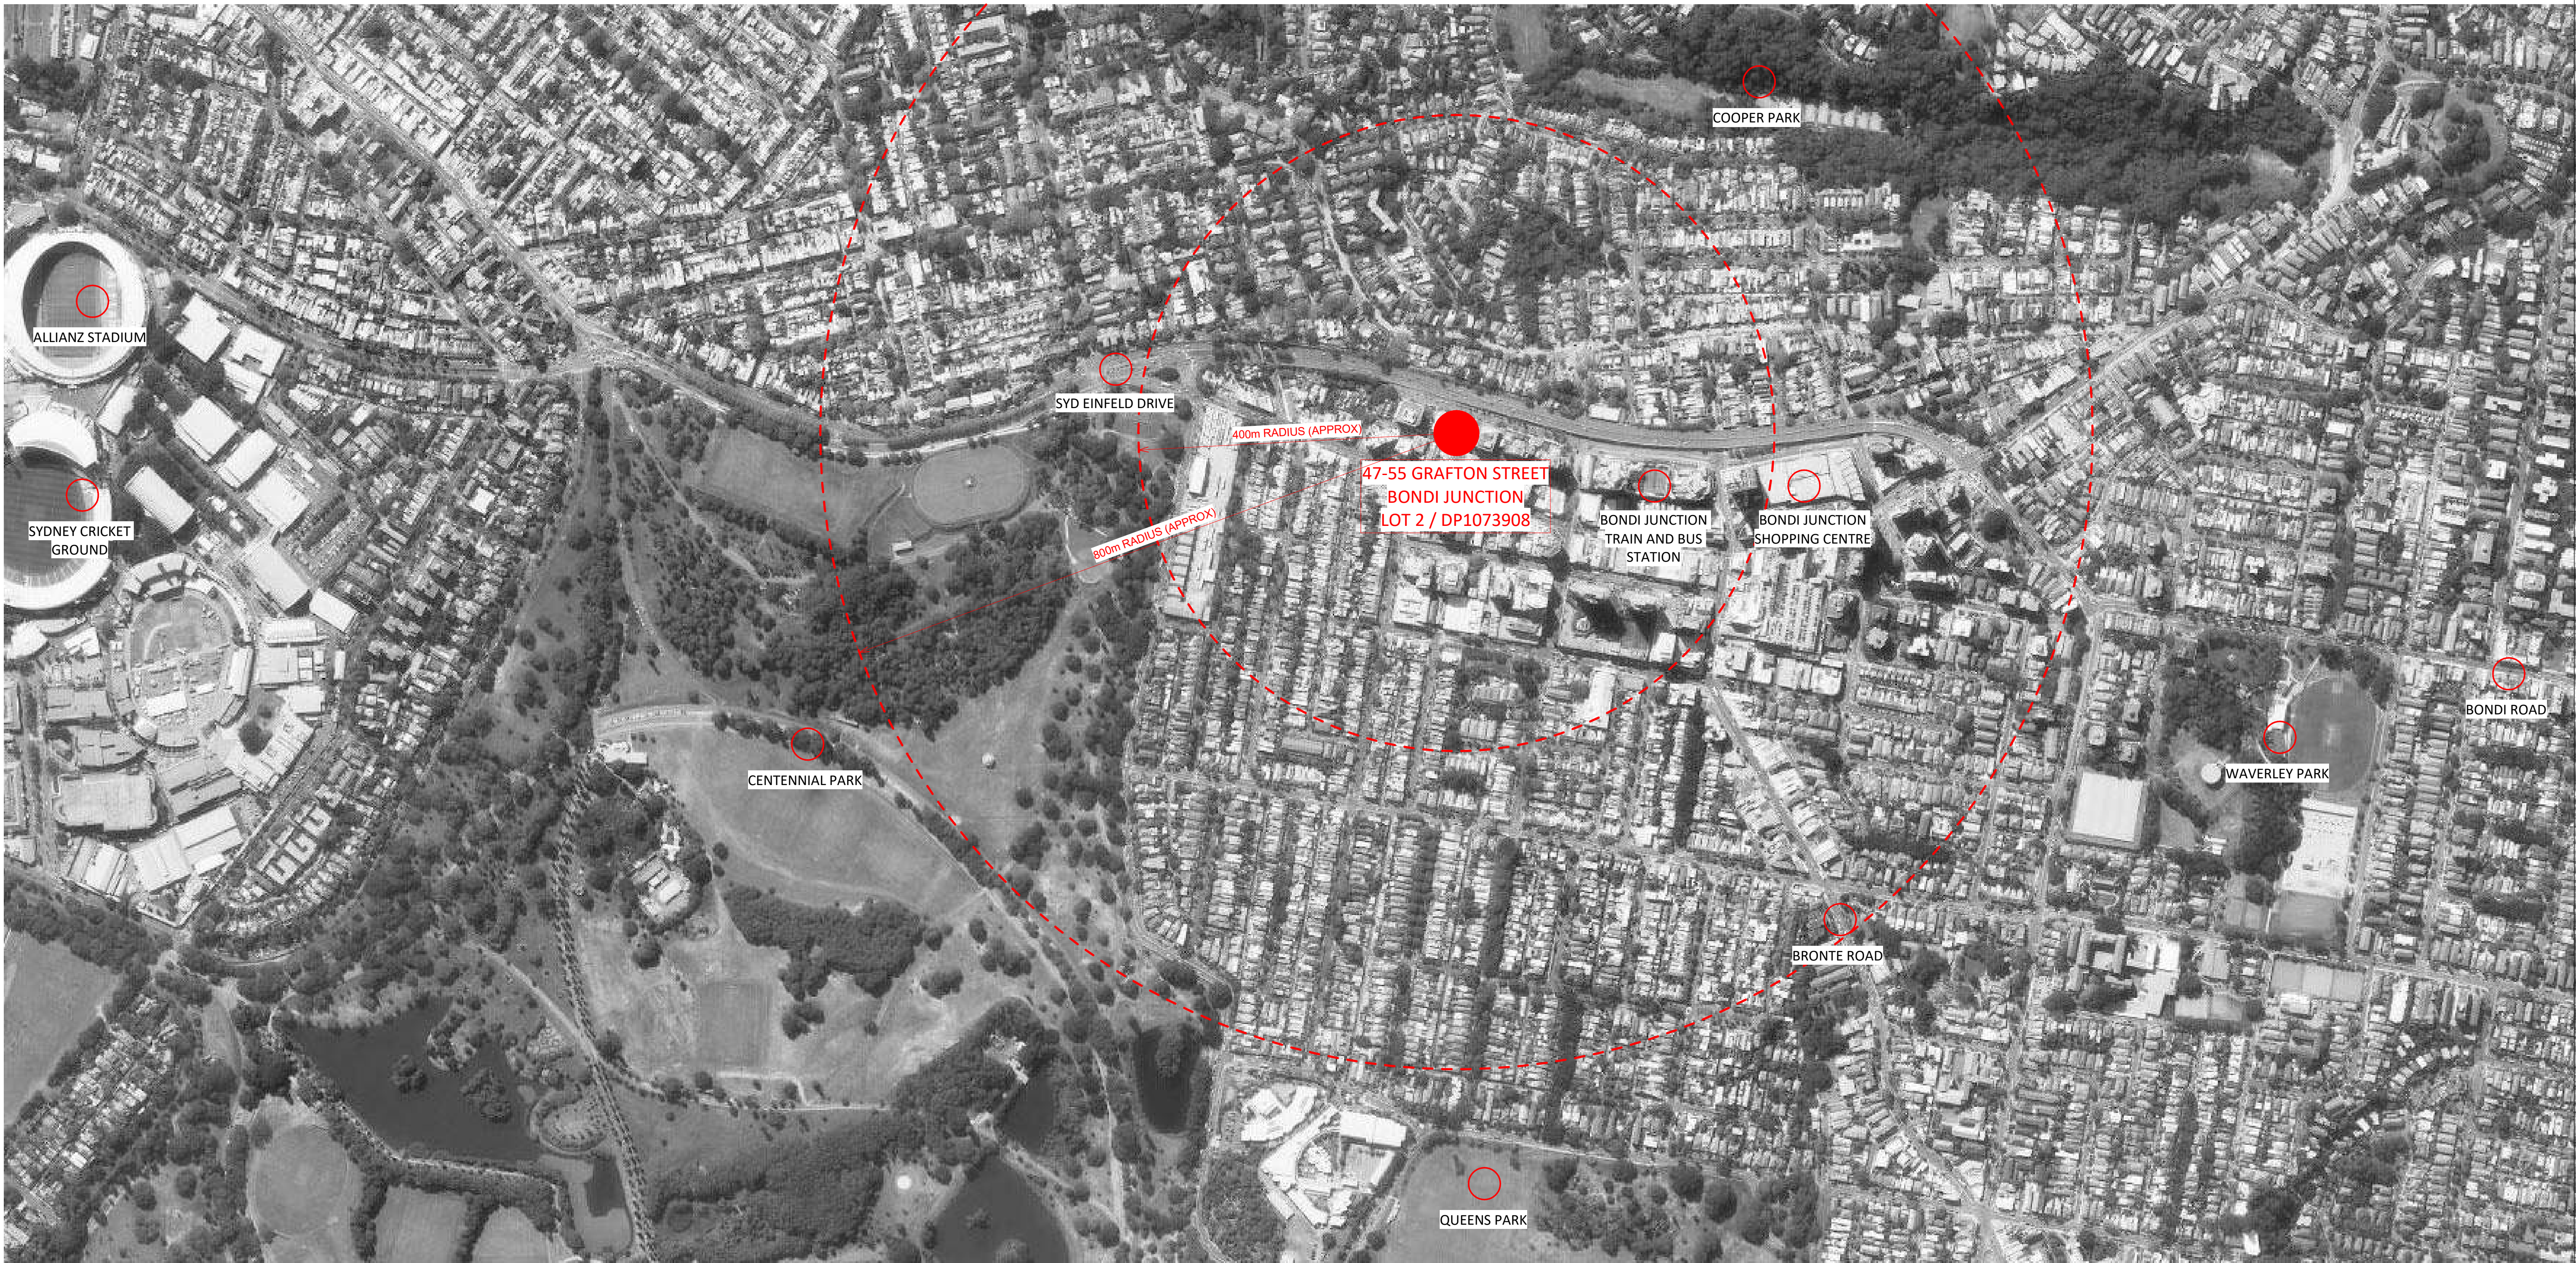 COOPER PARK
ALLIANZ STADIUM
SYD EINFELD DRIVE
400m RADIUS (APPROX)
47-55 GRAFTON STREET
BONDI JUNCTION
LOT 2 / DP1073908
800m RADIUS (APPROX)
BONDI JUNCTION
TRAIN AND BUS
STATION
BONDI JUNCTION
SHOPPING CENTRE
SYDNEY CRICKET
GROUND
BONDI ROAD
WAVERLEY PARK
CENTENNIAL PARK
BRONTE ROAD
QUEENS PARK